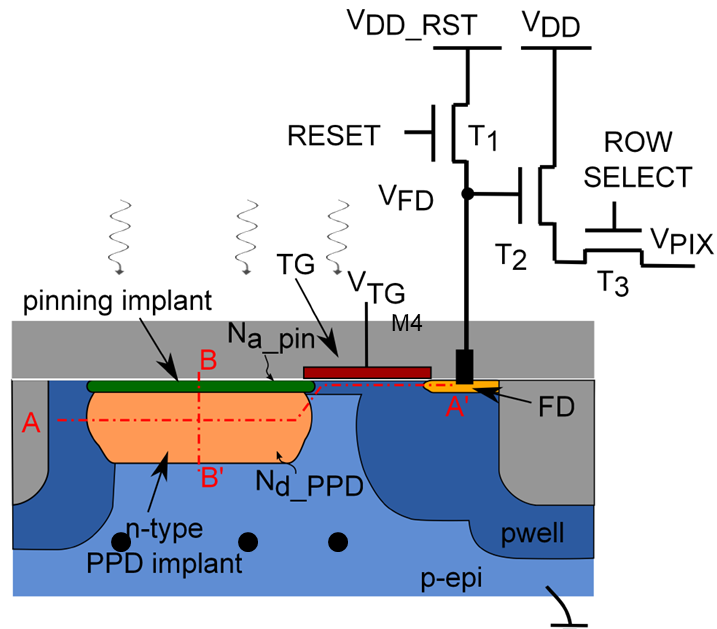 VDD_RST
VDD
RESET
T1
ROW
SELECT
VFD
T2
VPIX
T3
TG
VTG
pinning implant
M4
Na_pin
B
A
A'
FD
B'
Nd_PPD
n-type
PPD implant
pwell
p-epi